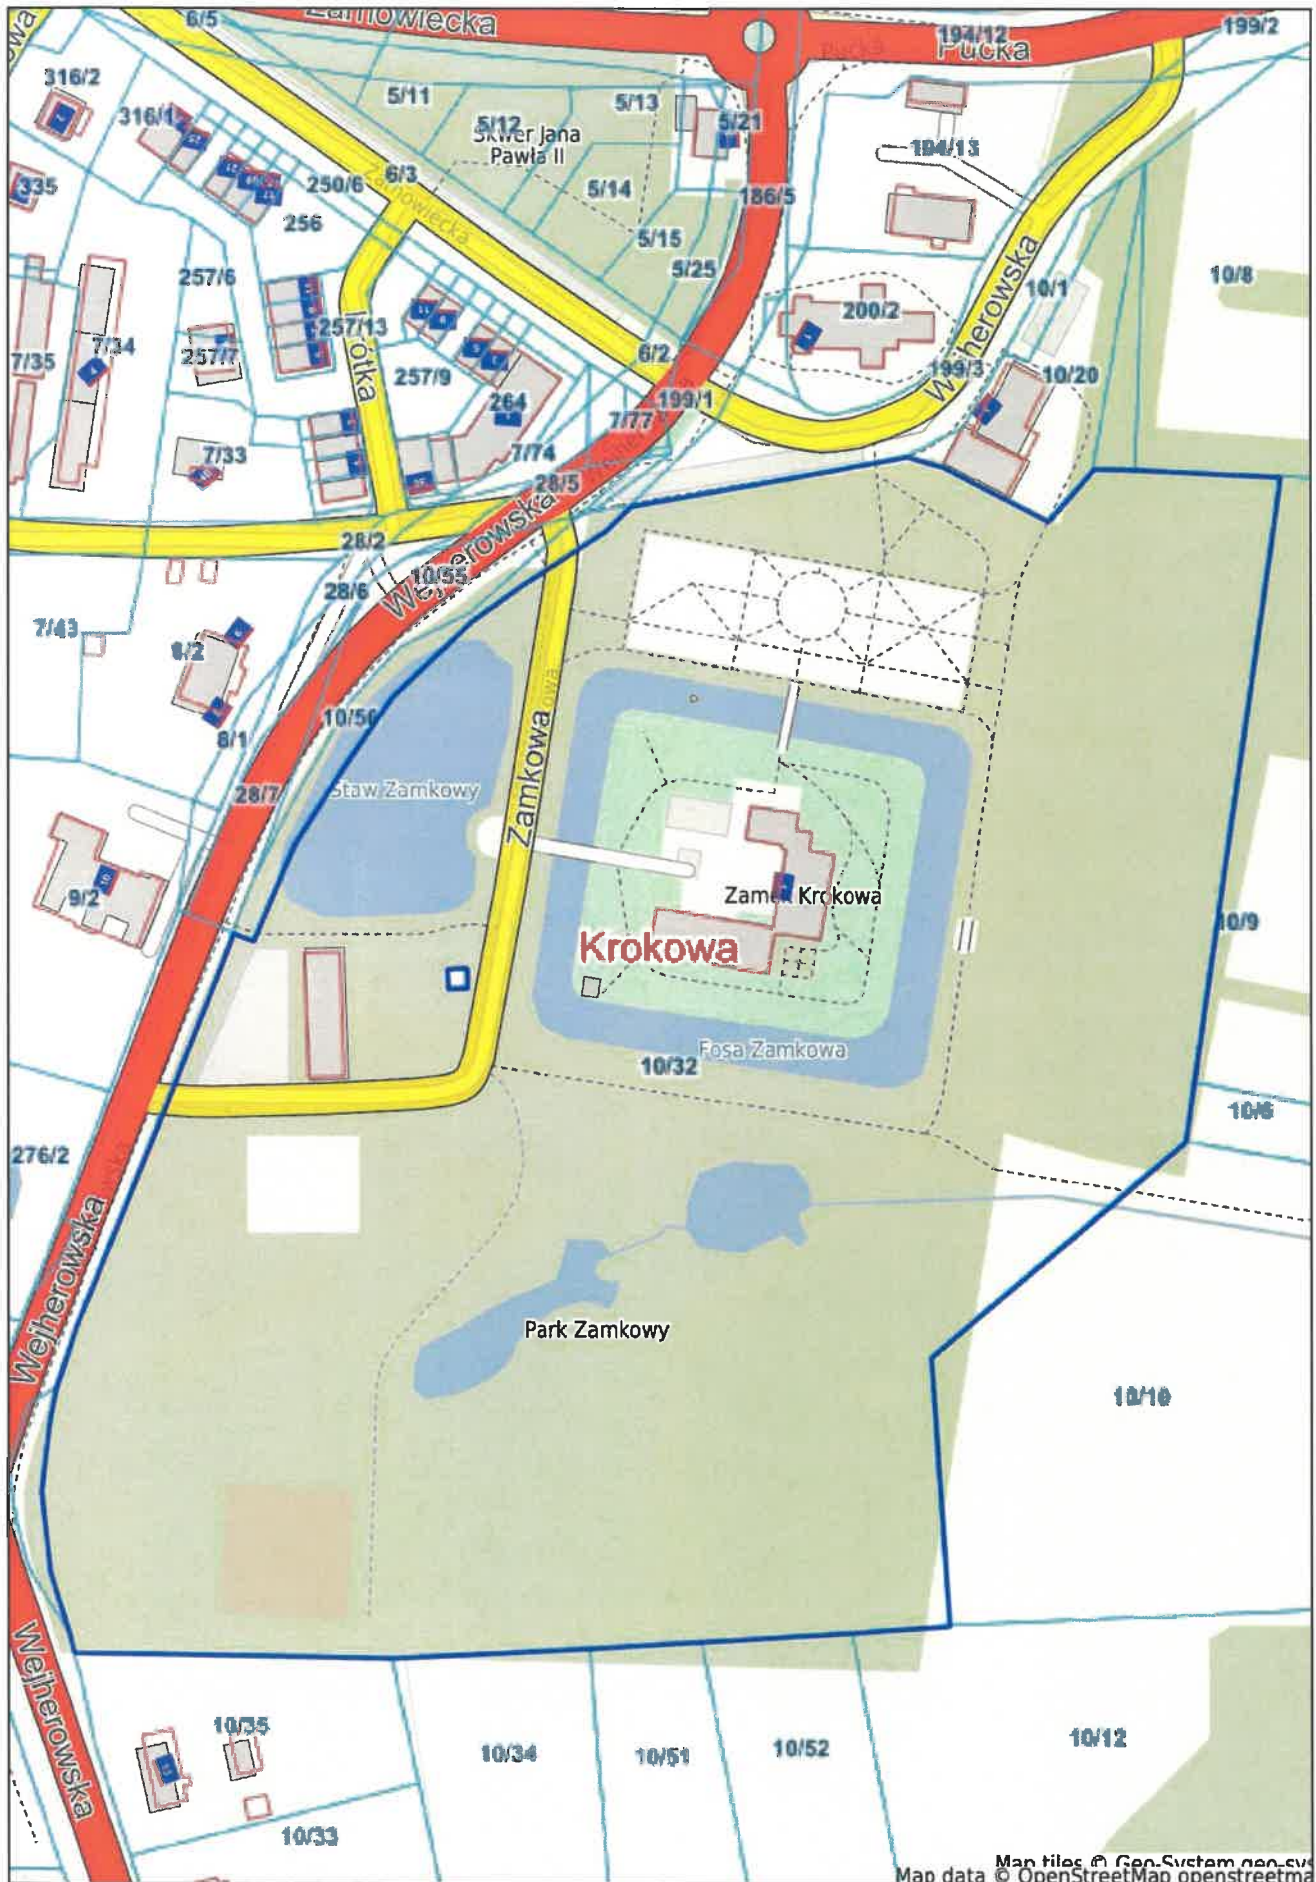 6/5
Żarnowiecka
194/12
Pucka
Pucka
199/2
316/2
5/11
5/13
5/21
316/1
5/12
Skwer Jana
Pawła II
194/13
335
250/6
6/3
Żarnowiecka
5/14
186/5
256
5/15
5/25
257/6
10/1
10/8
Wejherowska
257/13
200/2
7/35
7/34
257/7
6/2
Krótka
257/9
199/3
10/20
264
199/1
7/77
7/33
7/74
28/5
28/2
Wejherowska
10/55
28/6
7/43
8/2
10/56
8/1
Zamkowa
28/7
Staw Zamkowy
9/2
Zamek Krokowa
10/9
Krokowa
Fosa Zamkowa
10/32
10/6
276/2
Wejherowska
Park Zamkowy
10/10
Wejherowska
10/35
10/34
10/51
10/52
10/12
10/33
Map tiles © Geo-System geo-sys
Map data © OpenStreetMap openstreetma